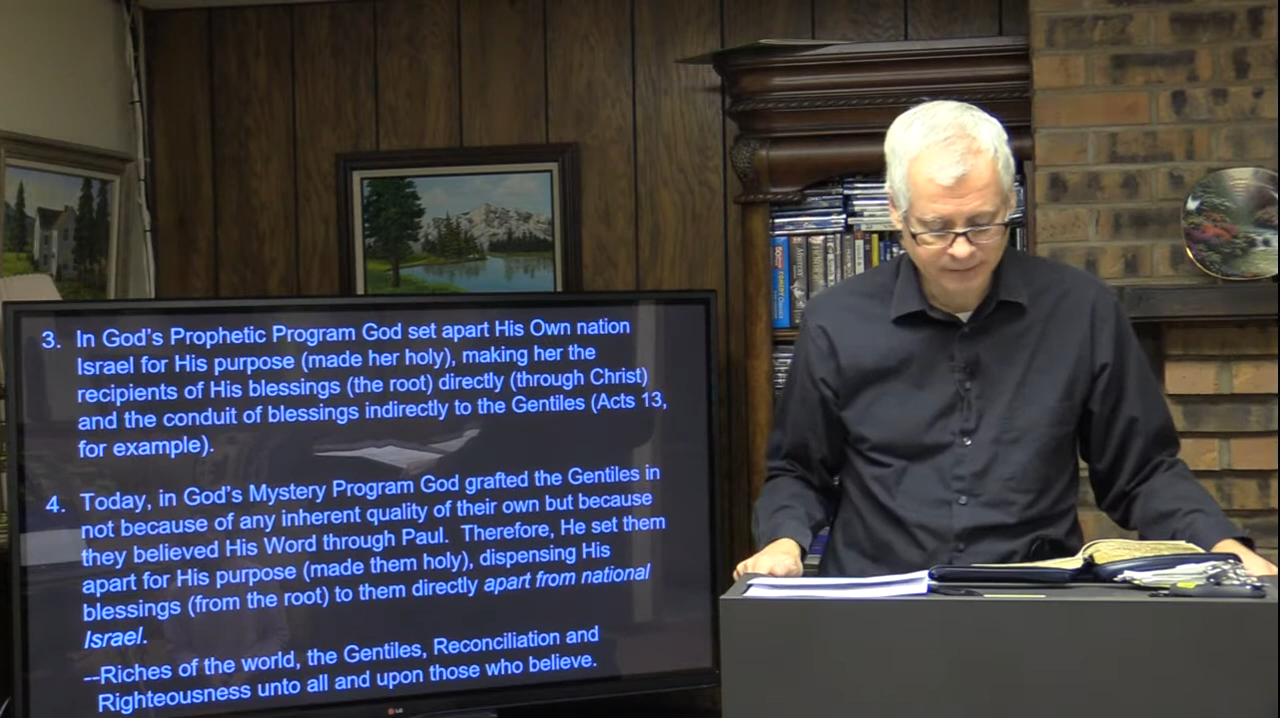 3. In God's Prophetic Program God set apart His Own nation
Israel for His purpose (made her holy), making her the
recipients of His blessings (the root) directly (through Christ)
and the conduit of blessings indirectly to the Gentiles (Acts 13,
for example).
4. Today, in God's Mystery Program God grafted the Gentiles in
not because of any inherent quality of their own but because
they believed His Word through Paul. Therefore, He set them
apart for His purpose (made them holy), dispensing His
blessings (from the root) to them directly apart from national
Israel.
--Riches of the world, the Gentiles, Reconciliation and
Righteousness unto all and upon those who believe.
LG